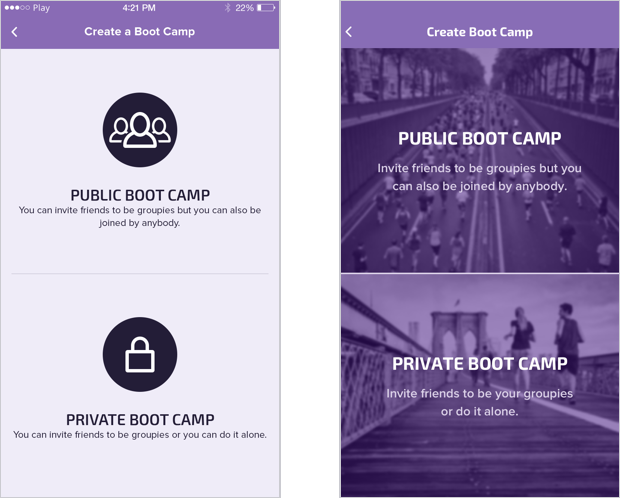 Play 4:21 PM 22%
Create a Boot Camp
PUBLIC BOOT CAMP
You can invite friends to be groupies but you can also be
joined by anybody.
PRIVATE BOOT CAMP
You can invite friends to be groupies or you can do it alone.
Create Boot Camp
PUBLIC BOOT CAMP
Invite friends to be groupies but you
can also be joined by anybody.
PRIVATE BOOT CAMP
Invite friends to be your groupies
or do it alone.